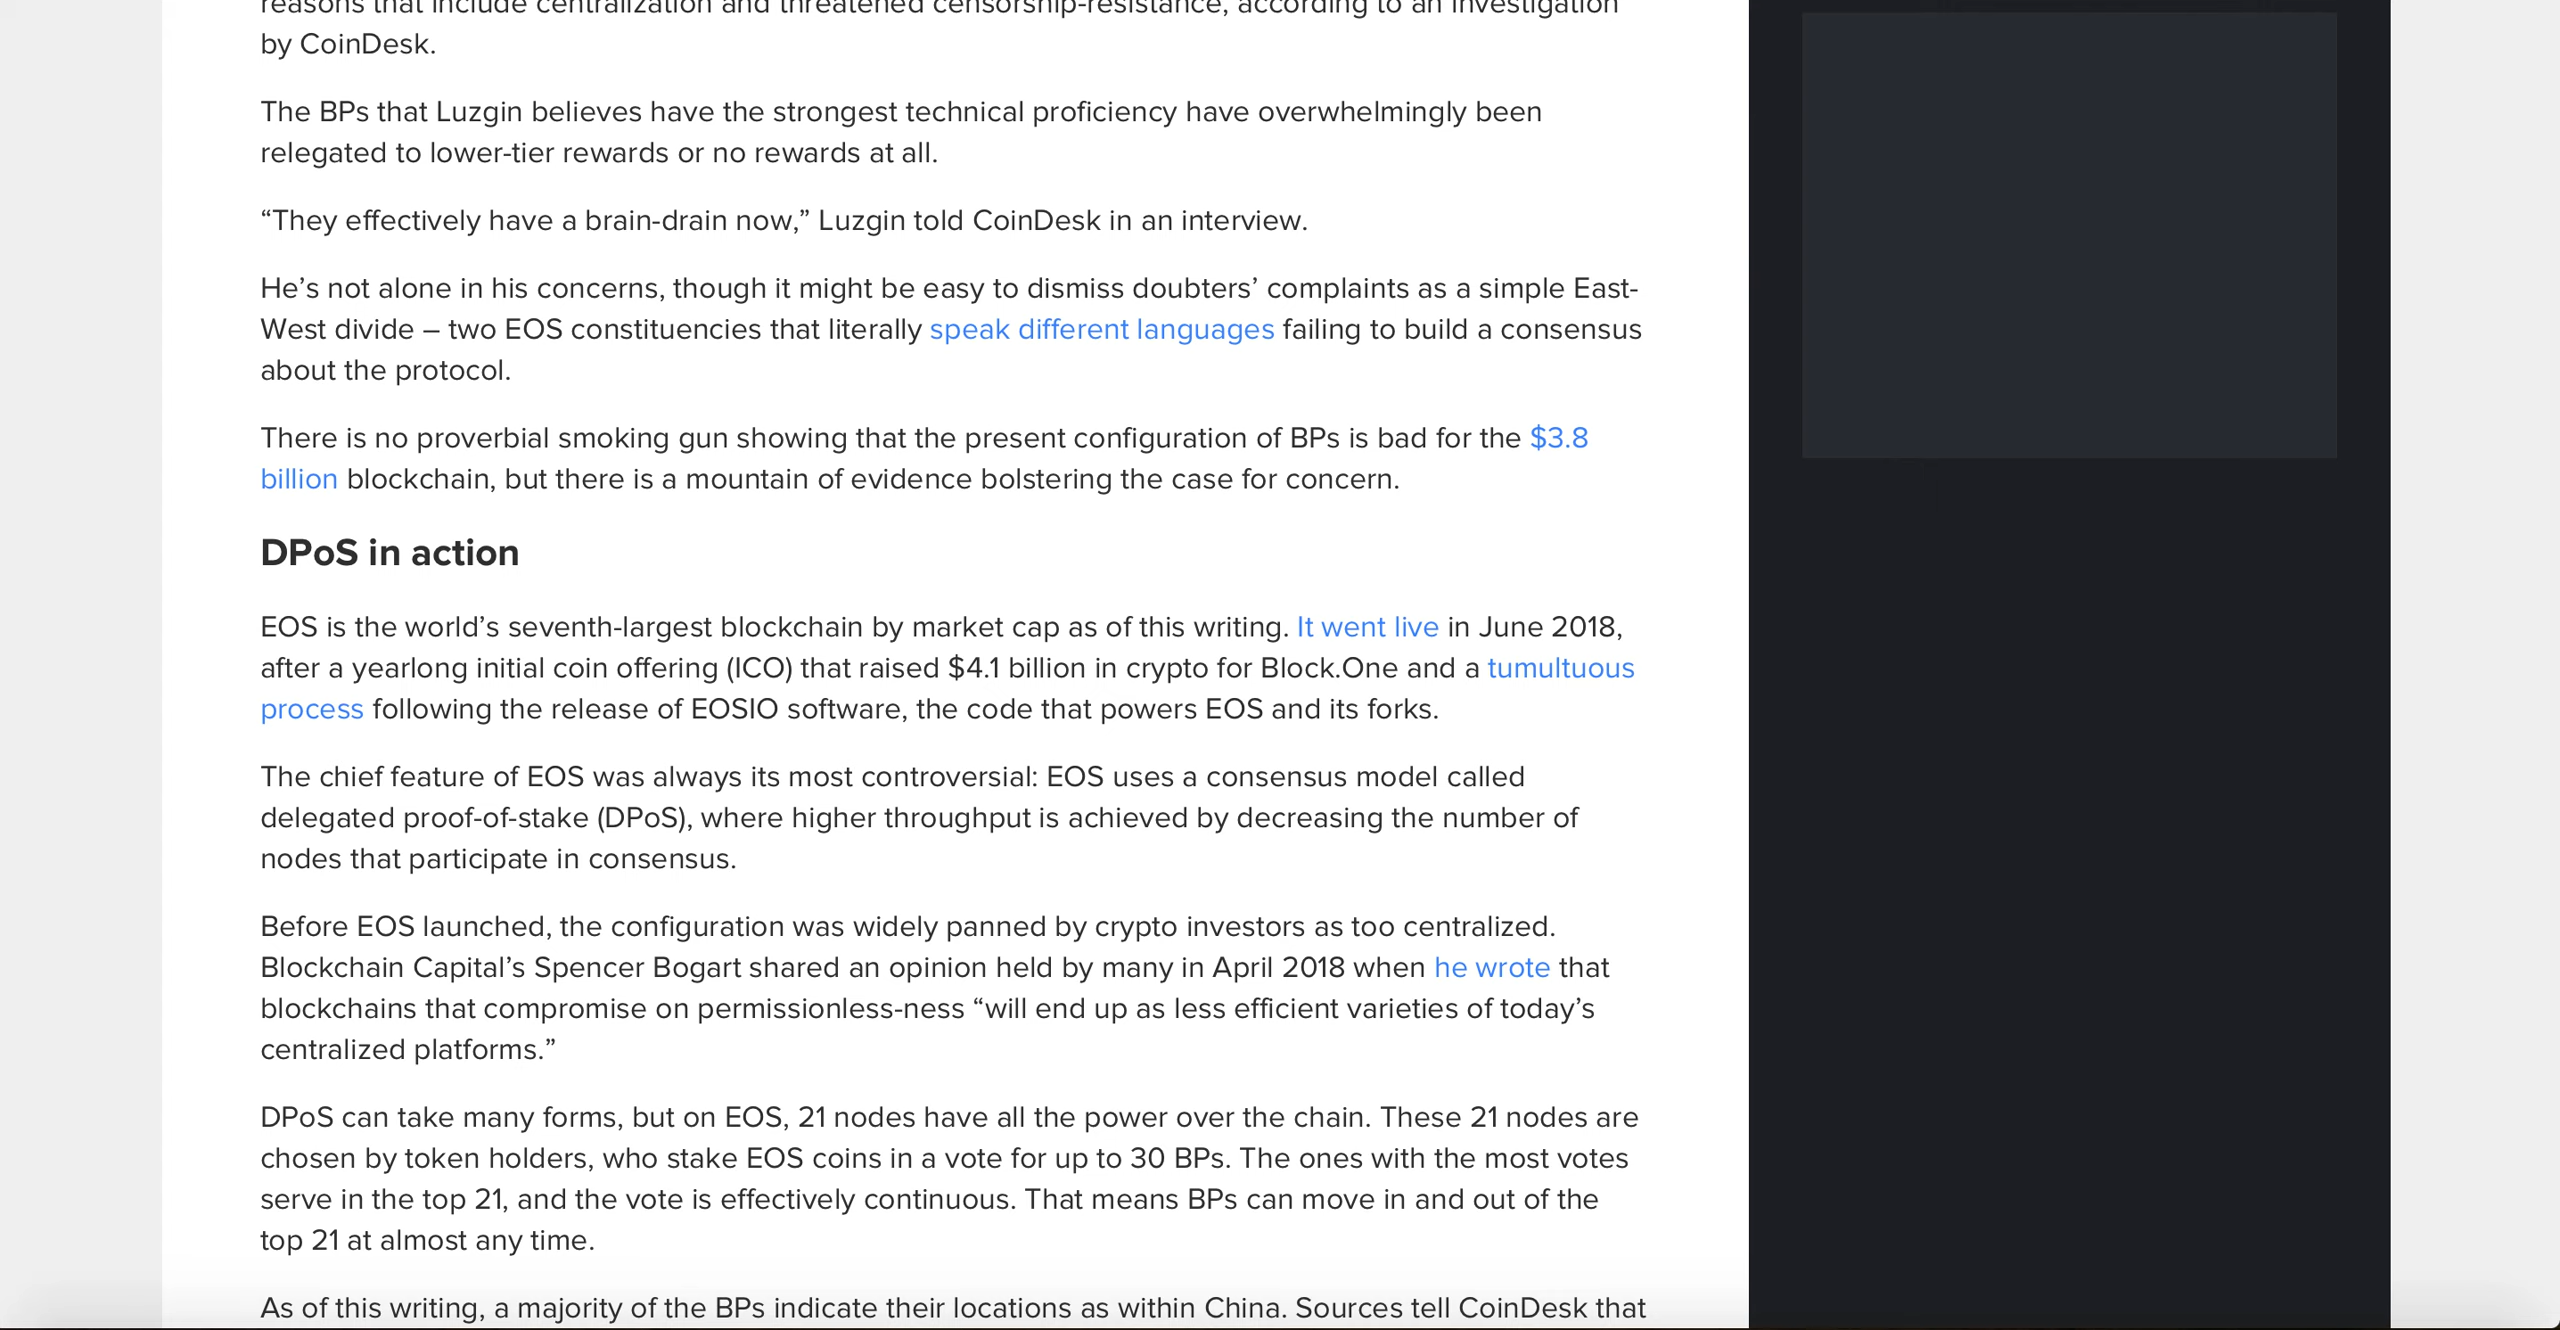 reasons that include centralization and threatened censorship-resistance, according to an investigation
by CoinDesk.
The BPs that Luzgin believes have the strongest technical proficiency have overwhelmingly been
relegated to lower-tier rewards or no rewards at all.
“They effectively have a brain-drain now,” Luzgin told CoinDesk in an interview.
He’s not alone in his concerns, though it might be easy to dismiss doubters’ complaints as a simple East-
West divide – two EOS constituencies that literally speak different languages failing to build a consensus
about the protocol.
There is no proverbial smoking gun showing that the present configuration of BPs is bad for the $3.8
billion blockchain, but there is a mountain of evidence bolstering the case for concern.
DPoS in action
EOS is the world’s seventh-largest blockchain by market cap as of this writing. It went live in June 2018,
after a yearlong initial coin offering (ICO) that raised $4.1 billion in crypto for Block.One and a tumultuous
process following the release of EOSIO software, the code that powers EOS and its forks.
The chief feature of EOS was always its most controversial: EOS uses a consensus model called
delegated proof-of-stake (DPoS), where higher throughput is achieved by decreasing the number of
nodes that participate in consensus.
Before EOS launched, the configuration was widely panned by crypto investors as too centralized.
Blockchain Capital’s Spencer Bogart shared an opinion held by many in April 2018 when he wrote that
blockchains that compromise on permissionless-ness “will end up as less efficient varieties of today’s
centralized platforms.”
DPoS can take many forms, but on EOS, 21 nodes have all the power over the chain. These 21 nodes are
chosen by token holders, who stake EOS coins in a vote for up to 30 BPs. The ones with the most votes
serve in the top 21, and the vote is effectively continuous. That means BPs can move in and out of the
top 21 at almost any time.
As of this writing, a majority of the BPs indicate their locations as within China. Sources tell CoinDesk that